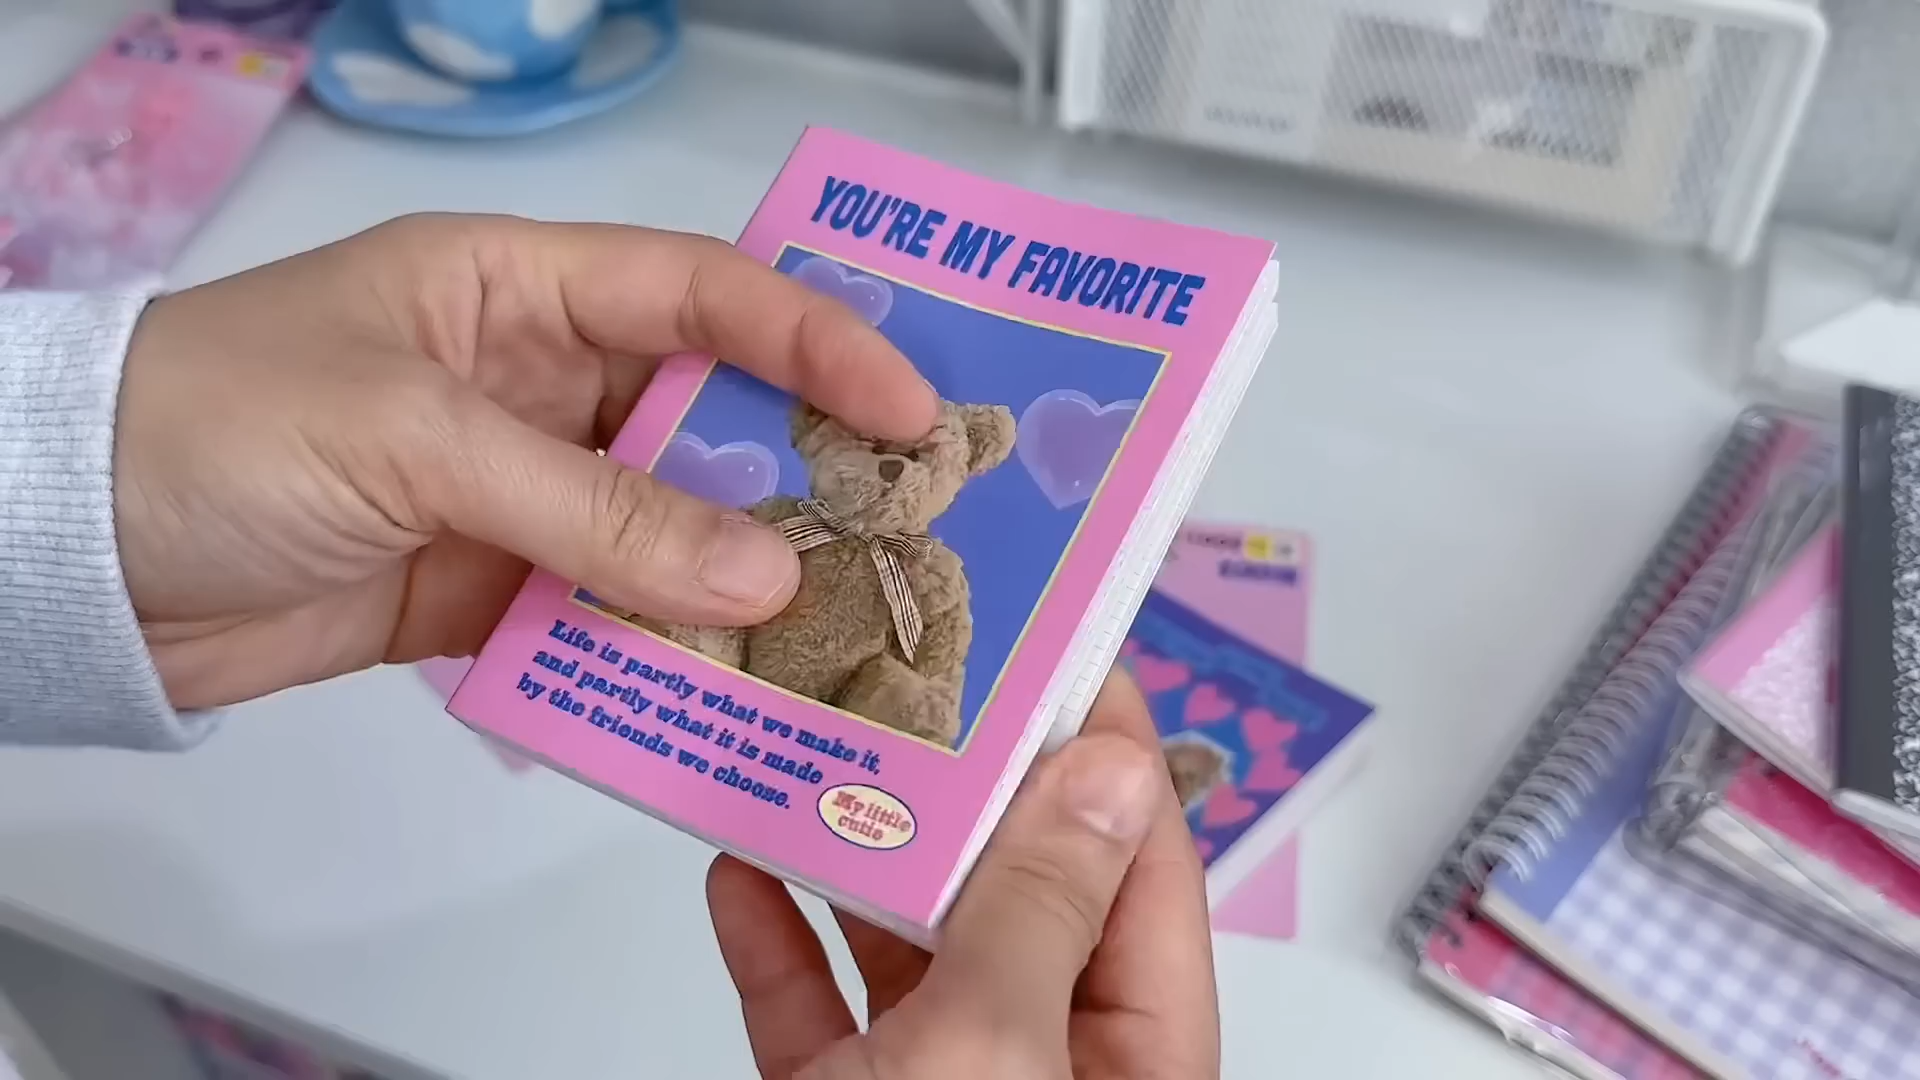 YOU'RE MY FAVORITE
Life is partly what we make it,
and partly what it is made
by the friends we choose.
My little
cutie